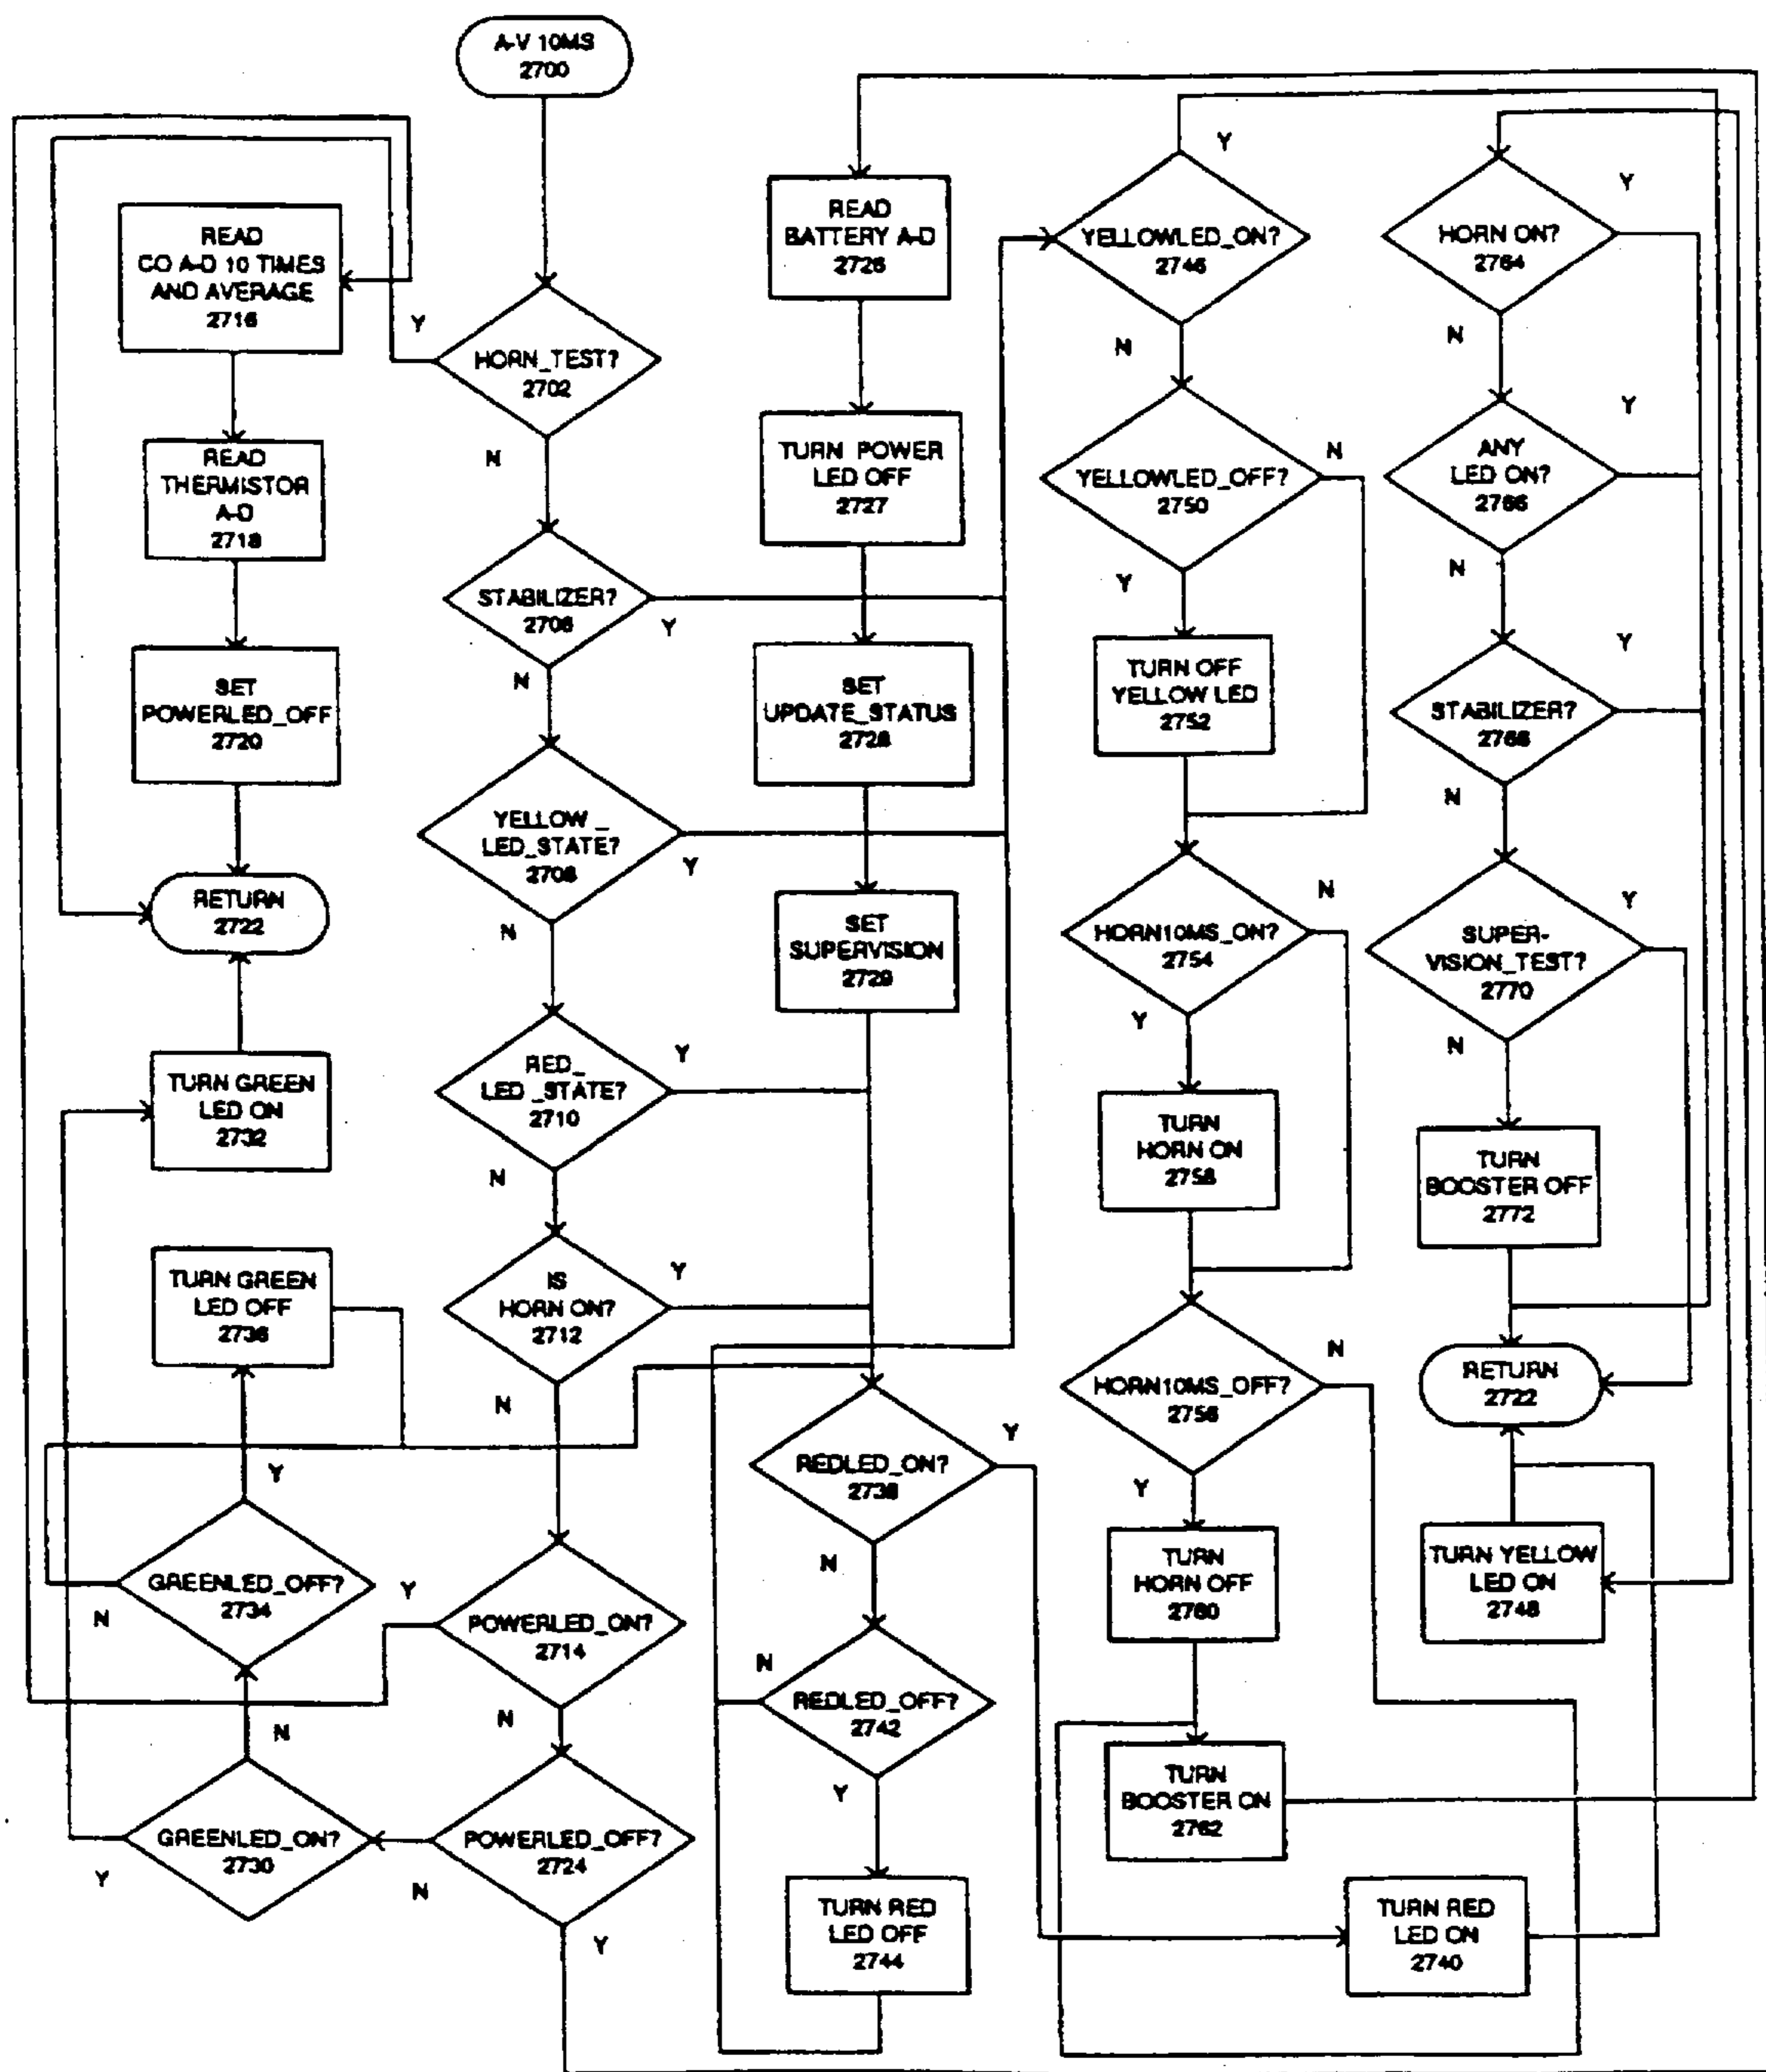 A-V 10MS
2700
READ
CO A-D 10 TIMES
AND AVERAGE
2716
Y
HORN_TEST?
2702
N
READ
THERMISTOR
A-D
2718
STABILIZER?
2706
Y
N
SET
POWERLED_OFF
2720
YELLOW_
LED_STATE?
2708
Y
N
RETURN
2722
RED_
LED_STATE?
2710
Y
N
TURN GREEN
LED ON
2732
IS
HORN ON?
2712
Y
N
TURN GREEN
LED OFF
2736
Y
GREENLED_OFF?
2734
N
Y
POWERLED_ON?
2714
N
N
GREENLED_ON?
2730
Y
POWERLED_OFF?
2724
N
Y
READ
BATTERY A-D
2726
TURN POWER
LED OFF
2727
SET
UPDATE_STATUS
2728
SET
SUPERVISION
2729
REDLED_ON?
2738
Y
N
N
REDLED_OFF?
2742
Y
TURN RED
LED OFF
2744
Y
YELLOWLED_ON?
2746
N
YELLOWLED_OFF?
2750
N
Y
TURN OFF
YELLOW LED
2752
HORN10MS_ON?
2754
N
Y
TURN
HORN ON
2758
HORN10MS_OFF?
2756
N
Y
TURN
HORN OFF
2760
TURN
BOOSTER ON
2762
Y
HORN ON?
2764
N
Y
ANY
LED ON?
2766
N
Y
STABILIZER?
2768
N
Y
SUPER-
VISION_TEST?
2770
N
TURN
BOOSTER OFF
2772
RETURN
2722
TURN YELLOW
LED ON
2748
TURN RED
LED ON
2740